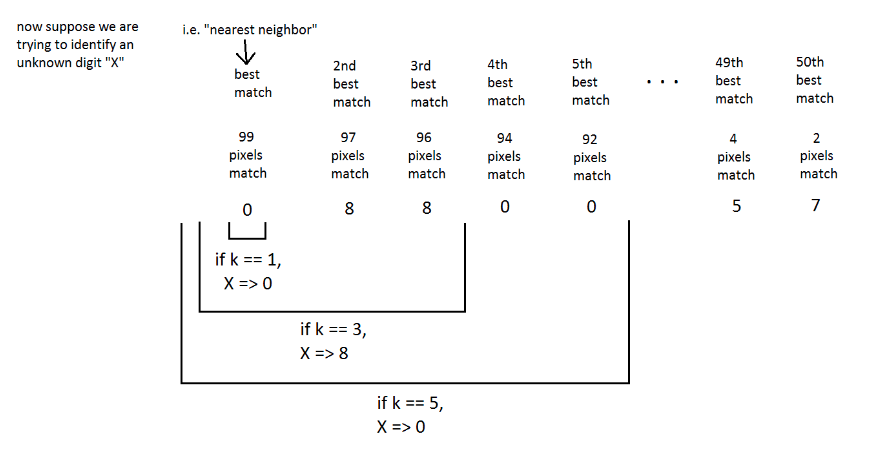 now suppose we are
trying to identify an
unknown digit "X"
i.e. "nearest neighbor"
best
match
2nd
best
match
3rd
best
match
4th
best
match
5th
best
match
. . .
49th
best
match
50th
best
match
99
pixels
match
97
pixels
match
96
pixels
match
94
pixels
match
92
pixels
match
4
pixels
match
2
pixels
match
0
8
8
0
0
5
7
if k == 1,
X => 0
if k == 3,
X => 8
if k == 5,
X => 0